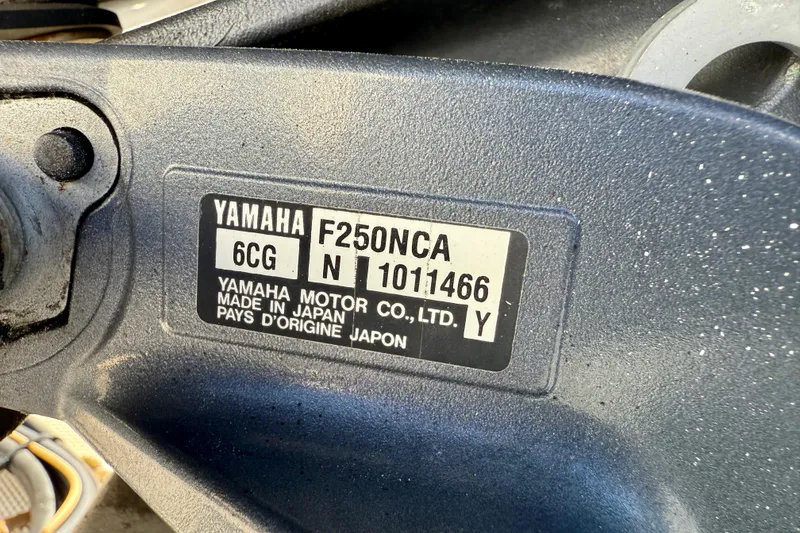 YAMAHA F250NCA
6CG N 1011466
YAMAHA MOTOR CO.,LTD. Y
MADE IN JAPAN
PAYS D'ORIGINE JAPON